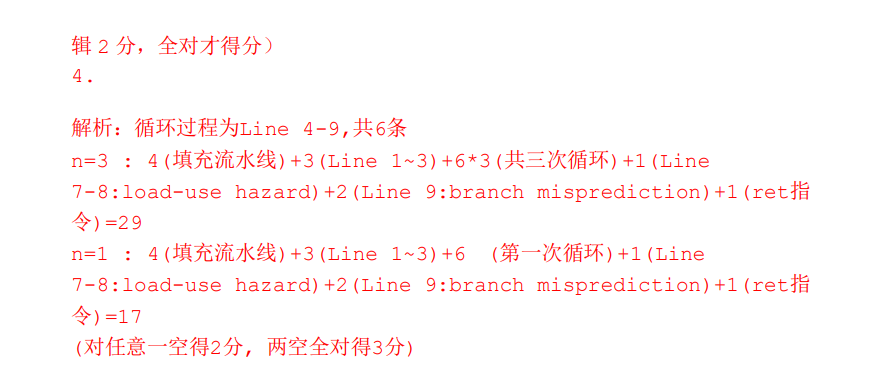 辑 2 分，全对才得分）
4.
解析：循环过程为Line 4-9,共6条
n=3 : 4(填充流水线)+3(Line 1~3)+6*3(共三次循环)+1(Line
7-8:load-use hazard)+2(Line 9:branch misprediction)+1(ret指
令)=29
n=1 : 4(填充流水线)+3(Line 1~3)+6 (第一次循环)+1(Line
7-8:load-use hazard)+2(Line 9:branch misprediction)+1(ret指
令)=17
(对任意一空得2分, 两空全对得3分)